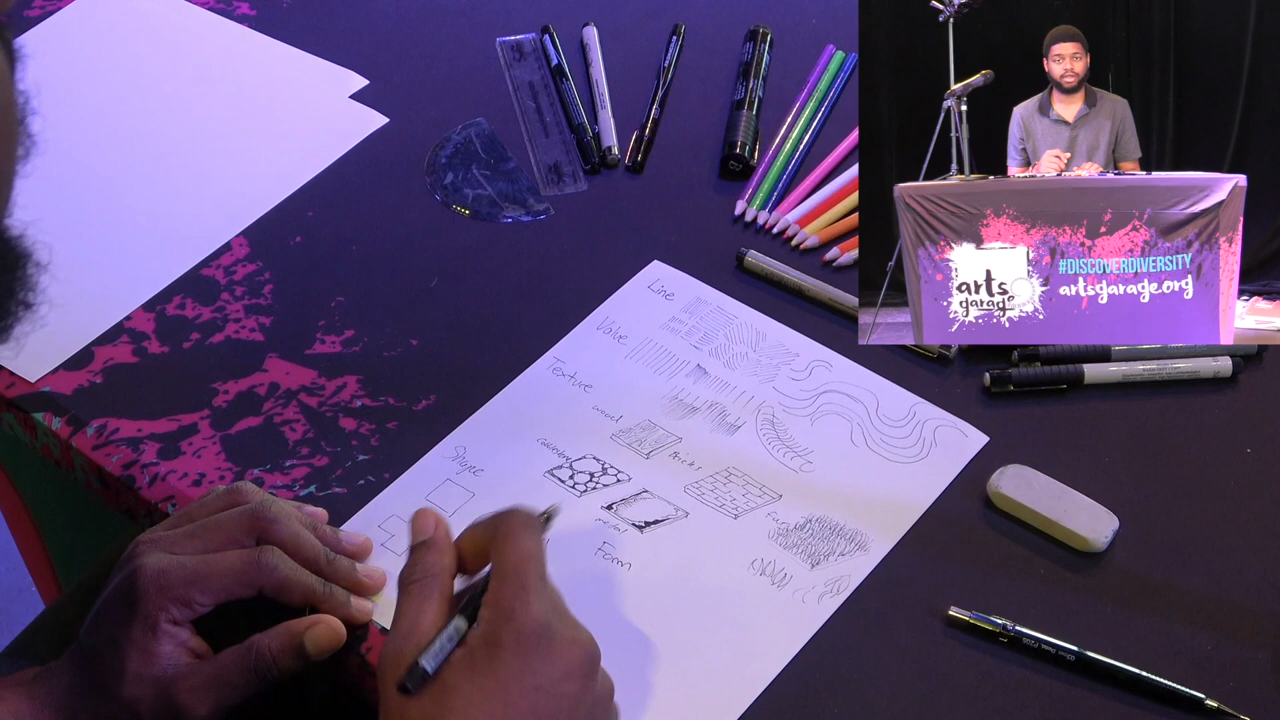 Line
Value
Texture
wood
Bricks
cobblestone
metal
fur
Shape
Form
arts
garage
#DISCOVERDIVERSITY
artsgarage.org